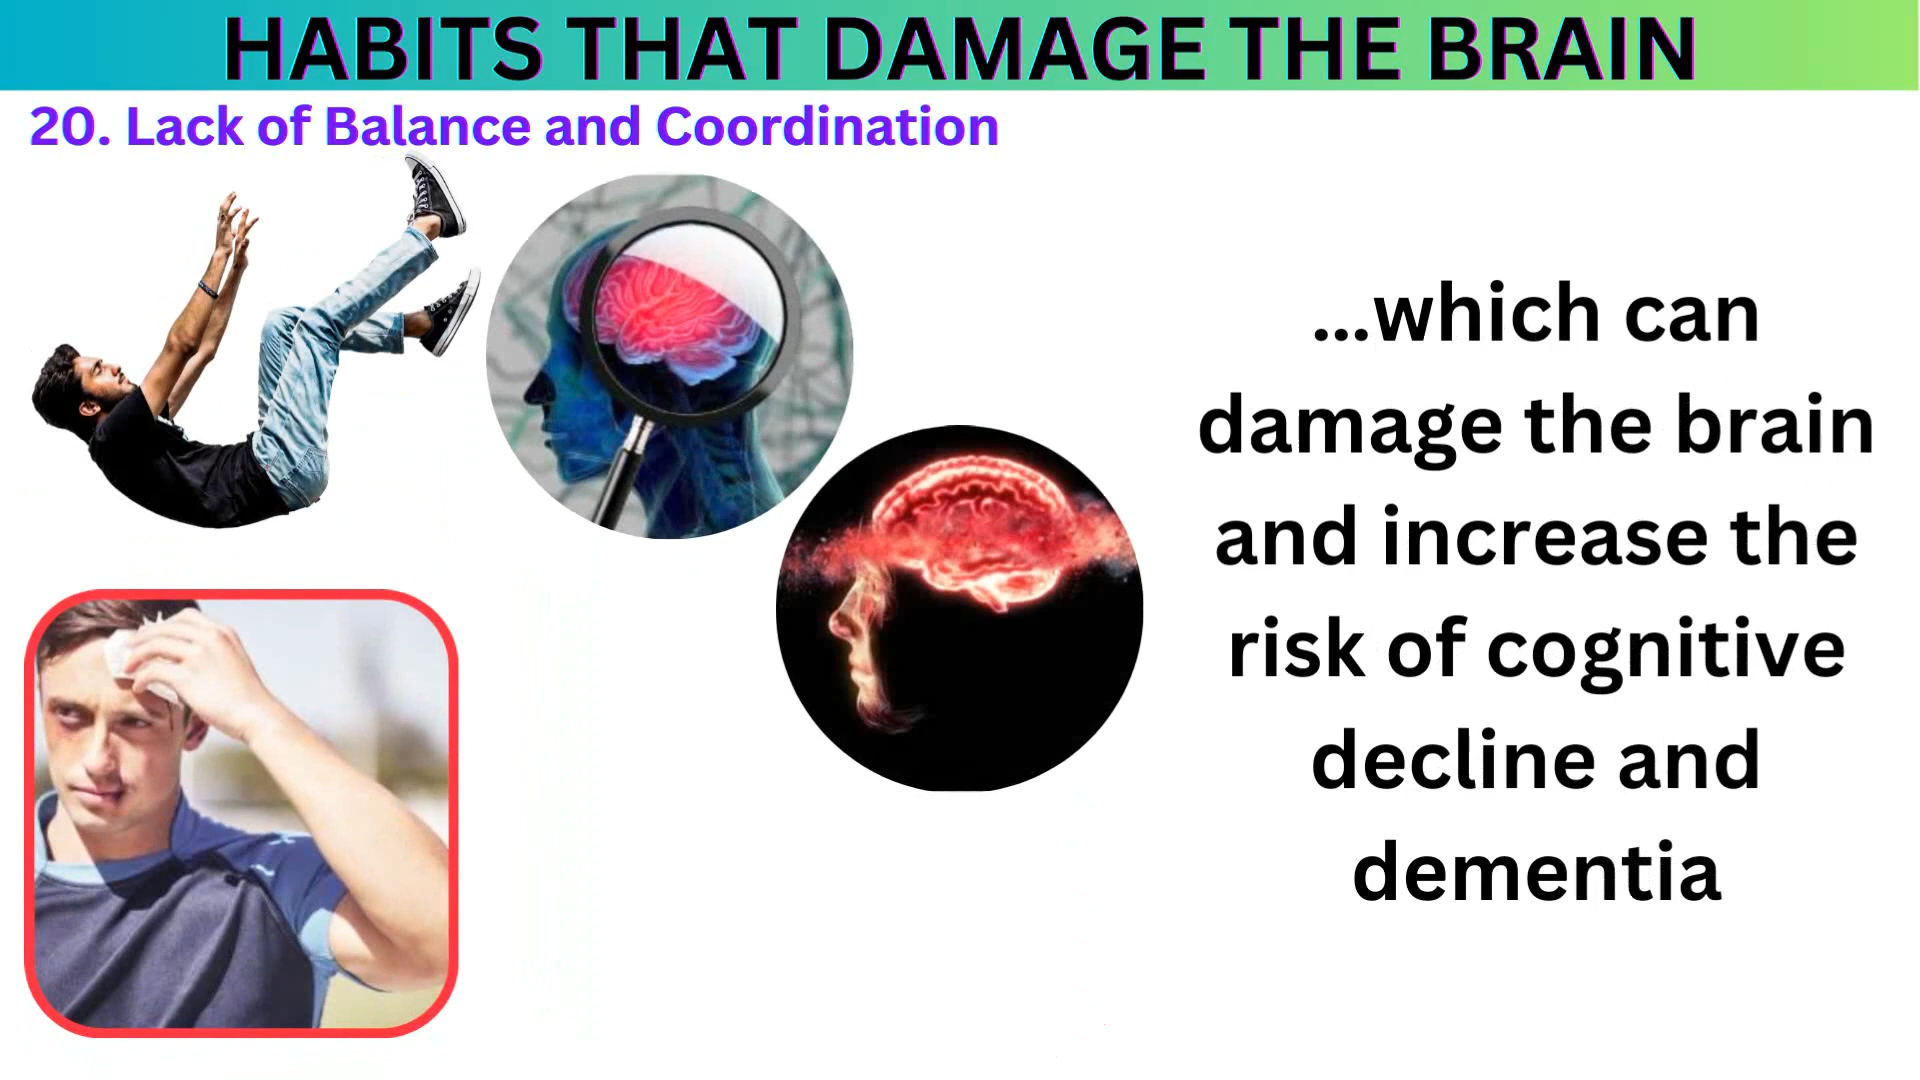 HABITS THAT DAMAGE THE BRAIN
20. Lack of Balance and Coordination
...which can
damage the brain
and increase the
risk of cognitive
decline and
dementia